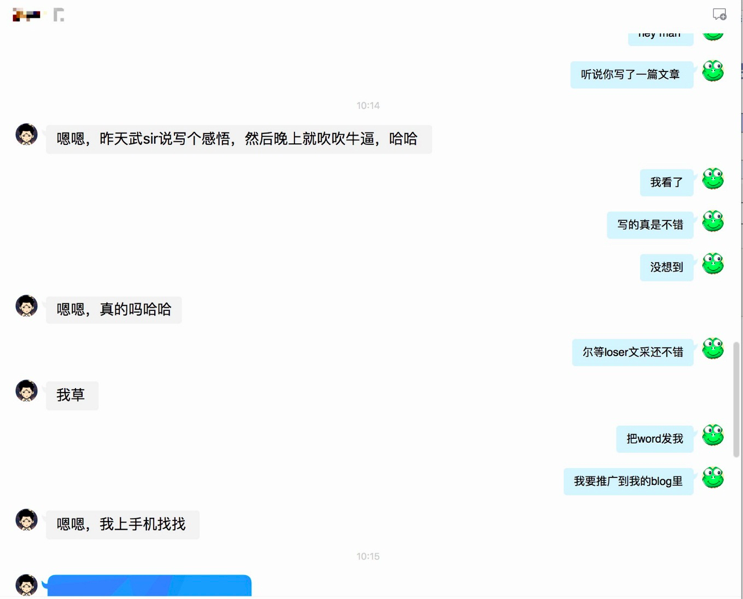 hey man
听说你写了一篇文章
10:14
嗯嗯，昨天武sir说写个感悟，然后晚上就吹吹牛逼，哈哈
我看了
写的真是不错
没想到
嗯嗯，真的吗哈哈
尔等loser文采还不错
我草
把word发我
我要推广到我的blog里
嗯嗯，我上手机找找
10:15